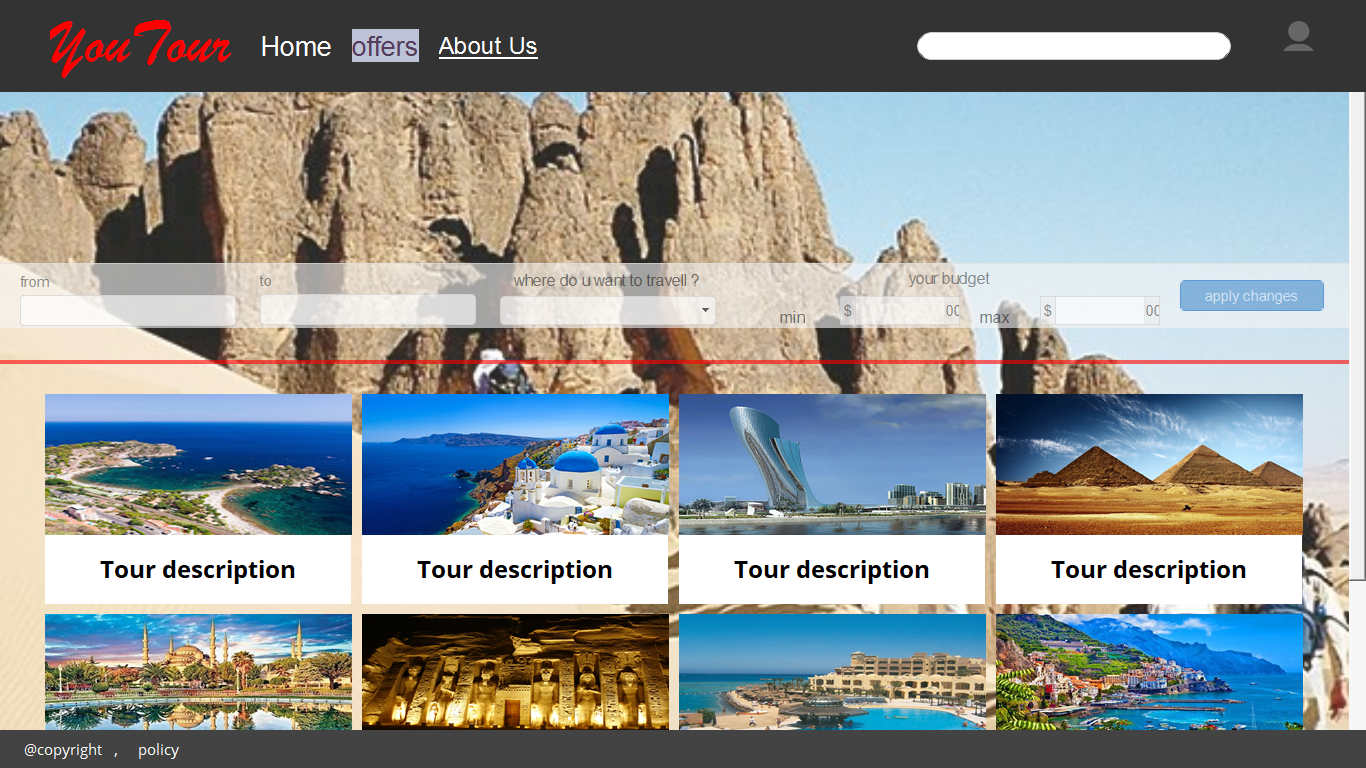 YouTour Home offers About Us
from to where do u want to travell ? your budget
min $ 00 max $ 00 apply changes
Tour description Tour description Tour description Tour description
@copyright , policy